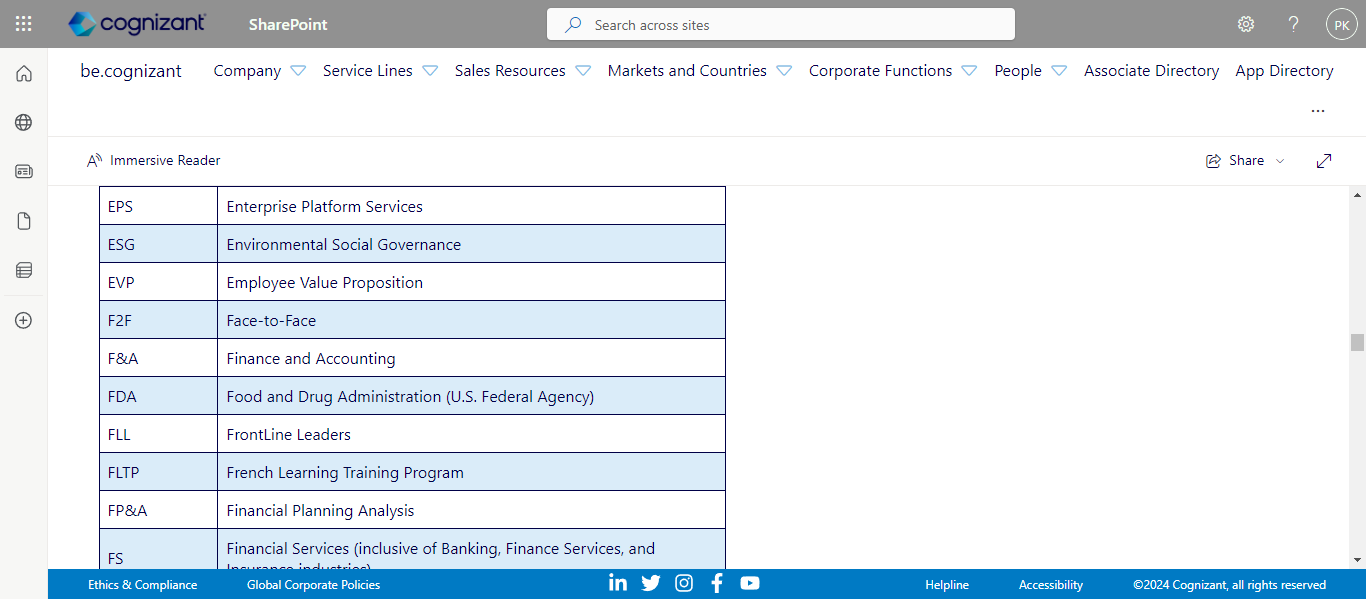 cognizant SharePoint Search across sites ? PK
be.cognizant Company Service Lines Sales Resources Markets and Countries Corporate Functions People Associate Directory App Directory
...
Immersive Reader Share
EPS Enterprise Platform Services
ESG Environmental Social Governance
EVP Employee Value Proposition
F2F Face-to-Face
F&A Finance and Accounting
FDA Food and Drug Administration (U.S. Federal Agency)
FLL FrontLine Leaders
FLTP French Learning Training Program
FP&A Financial Planning Analysis
FS Financial Services (inclusive of Banking, Finance Services, and
Insurance industries)
Ethics & Compliance Global Corporate Policies Helpline Accessibility ©2024 Cognizant, all rights reserved